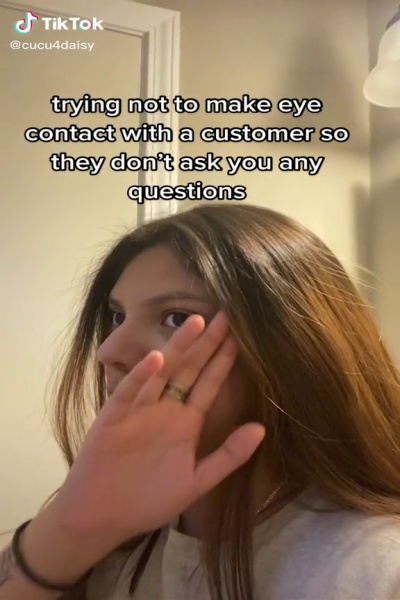 TikTok
@cucu4daisy
trying not to make eye
contact with a customer so
they don't ask you any
questions